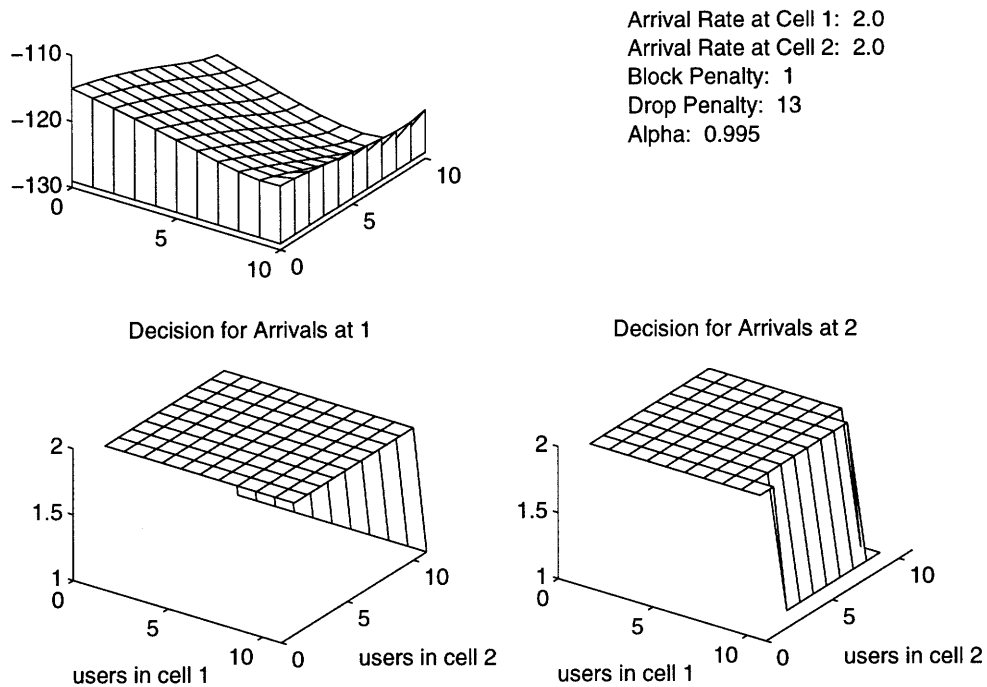 Arrival Rate at Cell 1: 2.0
Arrival Rate at Cell 2: 2.0
Block Penalty: 1
Drop Penalty: 13
Alpha: 0.995
−110
−120
−130
0
5
10
0
5
10
Decision for Arrivals at 1
2
1.5
1
0
5
10
0
5
10
users in cell 1
users in cell 2
Decision for Arrivals at 2
2
1.5
1
0
5
10
0
5
10
users in cell 1
users in cell 2